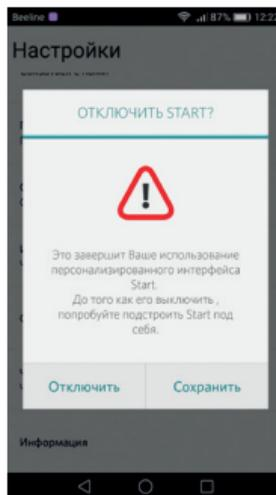 Beeline 87% 12:22
Настройки
ОТКЛЮЧИТЬ START?
!
Это завершит Ваше использование
персонализированного интерфейса
Start.
До того как его выключить ,
попробуйте подстроить Start под
себя.
Отключить Сохранить
Информация